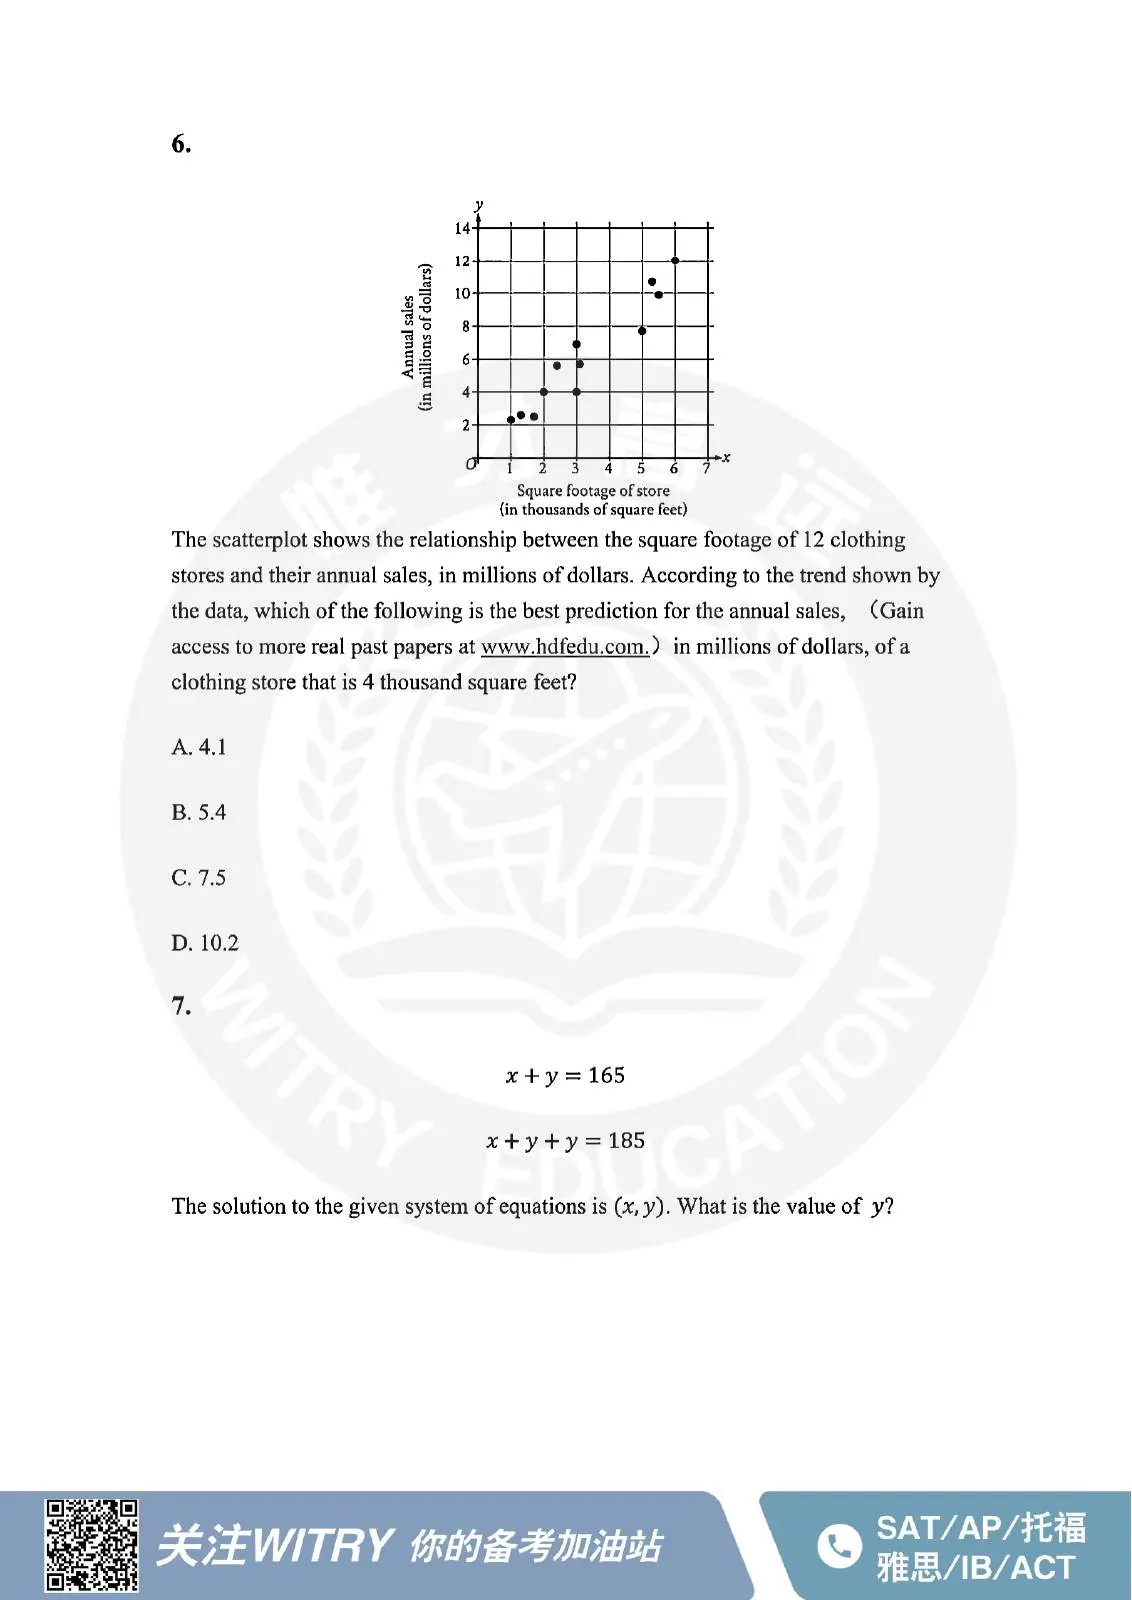 6.
y
14
12
10
8
6
4
2
O
1 2 3 4 5 6 7 x
Annual sales
(in millions of dollars)
Square footage of store
(in thousands of square feet)
The scatterplot shows the relationship between the square footage of 12 clothing
stores and their annual sales, in millions of dollars. According to the trend shown by
the data, which of the following is the best prediction for the annual sales, （Gain
access to more real past papers at www.hdfedu.com.）in millions of dollars, of a
clothing store that is 4 thousand square feet?
A. 4.1
B. 5.4
C. 7.5
D. 10.2
7.
x + y = 165
x + y + y = 185
The solution to the given system of equations is (x, y). What is the value of y?
惟才高远
WITRY EDUCATION
关注WITRY 你的备考加油站
SAT/AP/托福
雅思/IB/ACT